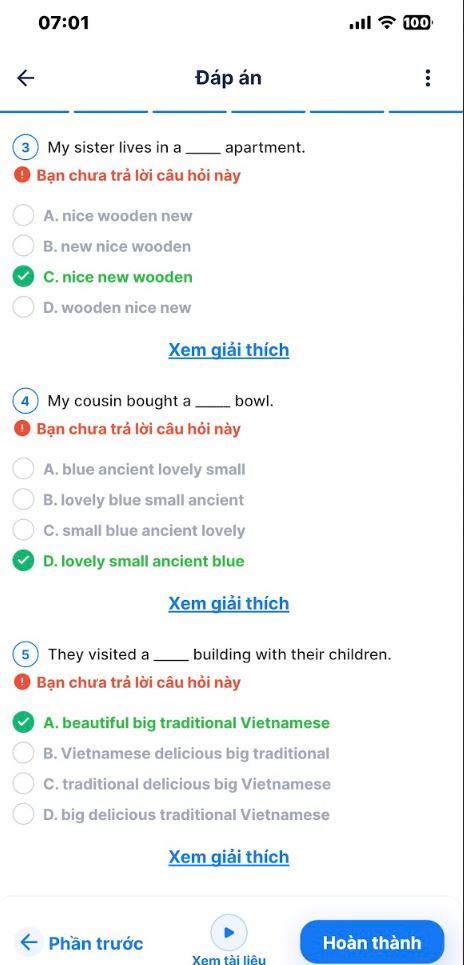 07:01
100
Đáp án
3 My sister lives in a _____ apartment.
! Bạn chưa trả lời câu hỏi này
A. nice wooden new
B. new nice wooden
C. nice new wooden
D. wooden nice new
Xem giải thích
4 My cousin bought a _____ bowl.
! Bạn chưa trả lời câu hỏi này
A. blue ancient lovely small
B. lovely blue small ancient
C. small blue ancient lovely
D. lovely small ancient blue
Xem giải thích
5 They visited a _____ building with their children.
! Bạn chưa trả lời câu hỏi này
A. beautiful big traditional Vietnamese
B. Vietnamese delicious big traditional
C. traditional delicious big Vietnamese
D. big delicious traditional Vietnamese
Xem giải thích
Phần trước
Xem tài liệu
Hoàn thành